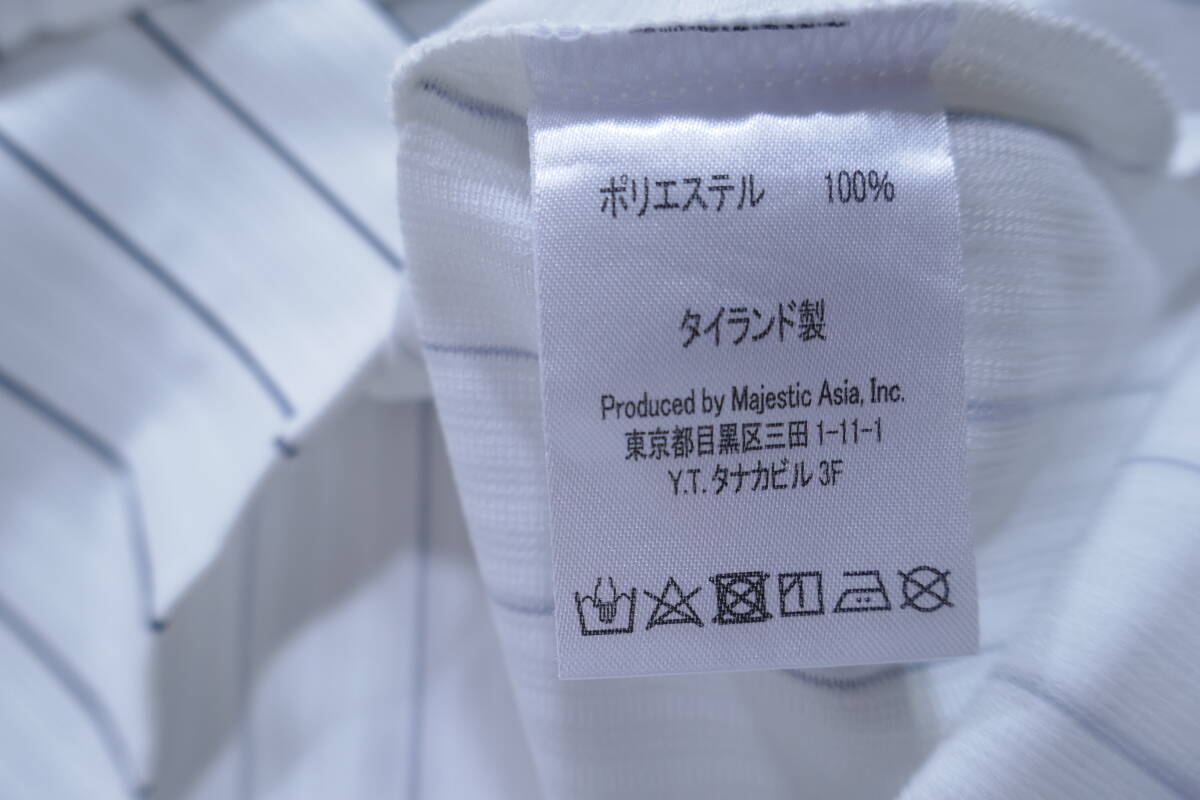 ポリエステル 100%
タイランド製
Produced by Majestic Asia, Inc.
東京都目黒区三田 1-11-1
Y.T. タナカビル 3F